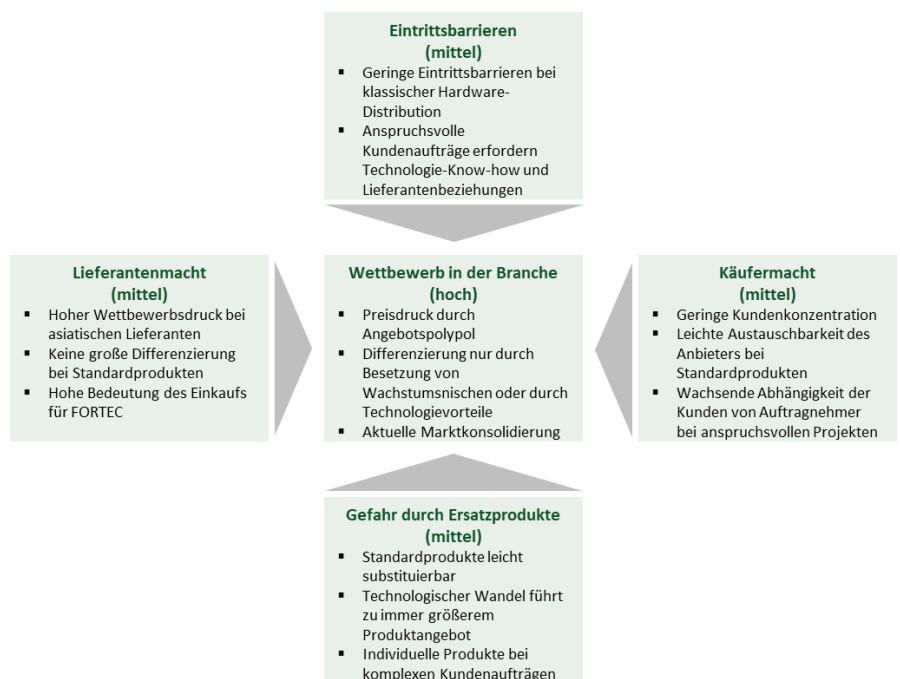 Eintrittsbarrieren
(mittel)
▪ Geringe Eintrittsbarrieren bei
klassischer Hardware-
Distribution
▪ Anspruchsvolle
Kundenaufträge erfordern
Technologie-Know-how und
Lieferantenbeziehungen
Lieferantenmacht
(mittel)
▪ Hoher Wettbewerbsdruck bei
asiatischen Lieferanten
▪ Keine große Differenzierung
bei Standardprodukten
▪ Hohe Bedeutung des Einkaufs
für FORTEC
Wettbewerb in der Branche
(hoch)
▪ Preisdruck durch
Angebotspolypol
▪ Differenzierung nur durch
Besetzung von
Wachstumsnischen oder durch
Technologievorteile
▪ Aktuelle Marktkonsolidierung
Käufermacht
(mittel)
▪ Geringe Kundenkonzentration
▪ Leichte Austauschbarkeit des
Anbieters bei
Standardprodukten
▪ Wachsende Abhängigkeit der
Kunden von Auftragnehmer
bei anspruchsvollen Projekten
Gefahr durch Ersatzprodukte
(mittel)
▪ Standardprodukte leicht
substituierbar
▪ Technologischer Wandel führt
zu immer größerem
Produktangebot
▪ Individuelle Produkte bei
komplexen Kundenaufträgen